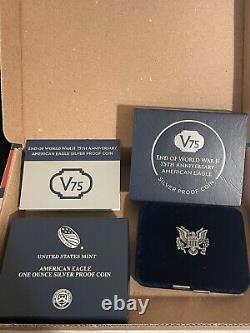 END OF WORLD WAR II 75TH ANNIVERSARY
AMERICAN EAGLE SILVER PROOF COIN
V75
V75
END OF WORLD WAR II
75TH ANNIVERSARY
AMERICAN EAGLE
SILVER PROOF COIN
UNITED STATES MINT
AMERICAN EAGLE
ONE OUNCE SILVER PROOF COIN